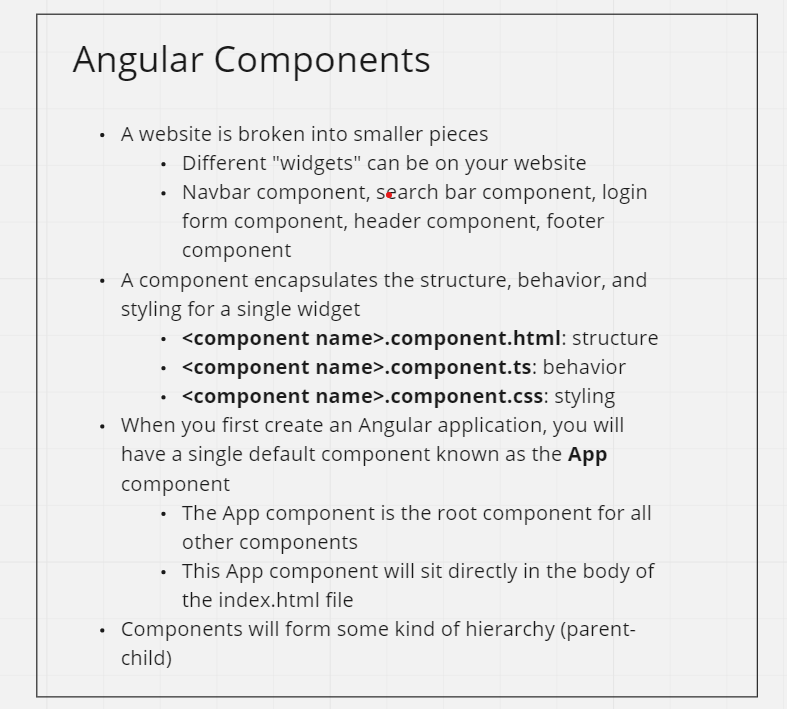 Angular Components
• A website is broken into smaller pieces
• Different "widgets" can be on your website
• Navbar component, search bar component, login
form component, header component, footer
component
• A component encapsulates the structure, behavior, and
styling for a single widget
• <component name>.component.html: structure
• <component name>.component.ts: behavior
• <component name>.component.css: styling
• When you first create an Angular application, you will
have a single default component known as the App
component
• The App component is the root component for all
other components
• This App component will sit directly in the body of
the index.html file
• Components will form some kind of hierarchy (parent-
child)